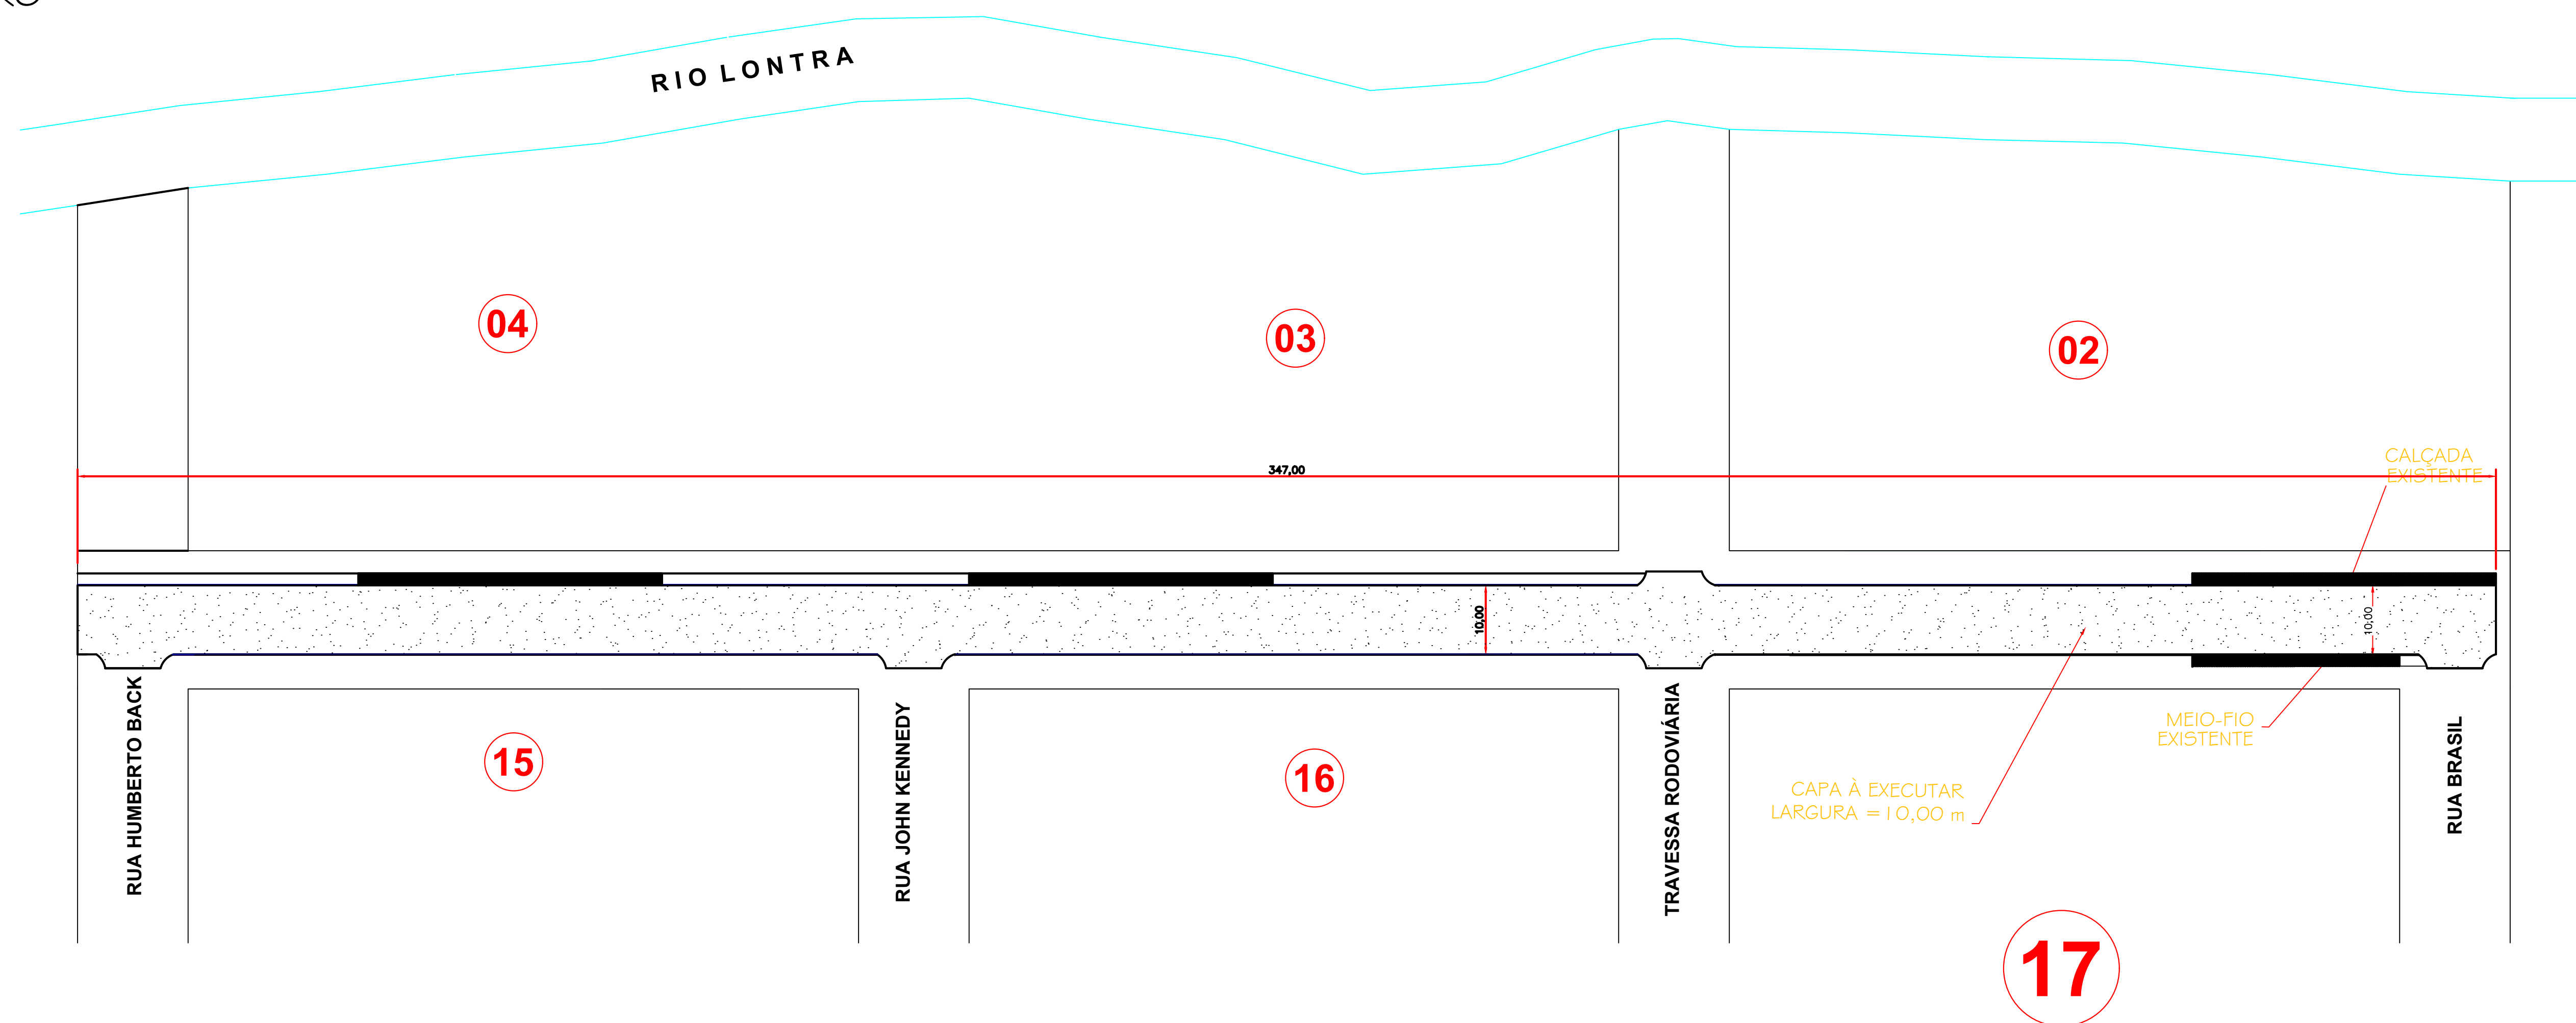 RIO LONTRA
04
03
02
347,00
CALÇADA
EXISTENTE
10,00
10,00
RUA HUMBERTO BACK
15
RUA JOHN KENNEDY
16
TRAVESSA RODOVIÁRIA
CAPA À EXECUTAR
LARGURA =10,00 m
MEIO-FIO
EXISTENTE
RUA BRASIL
17